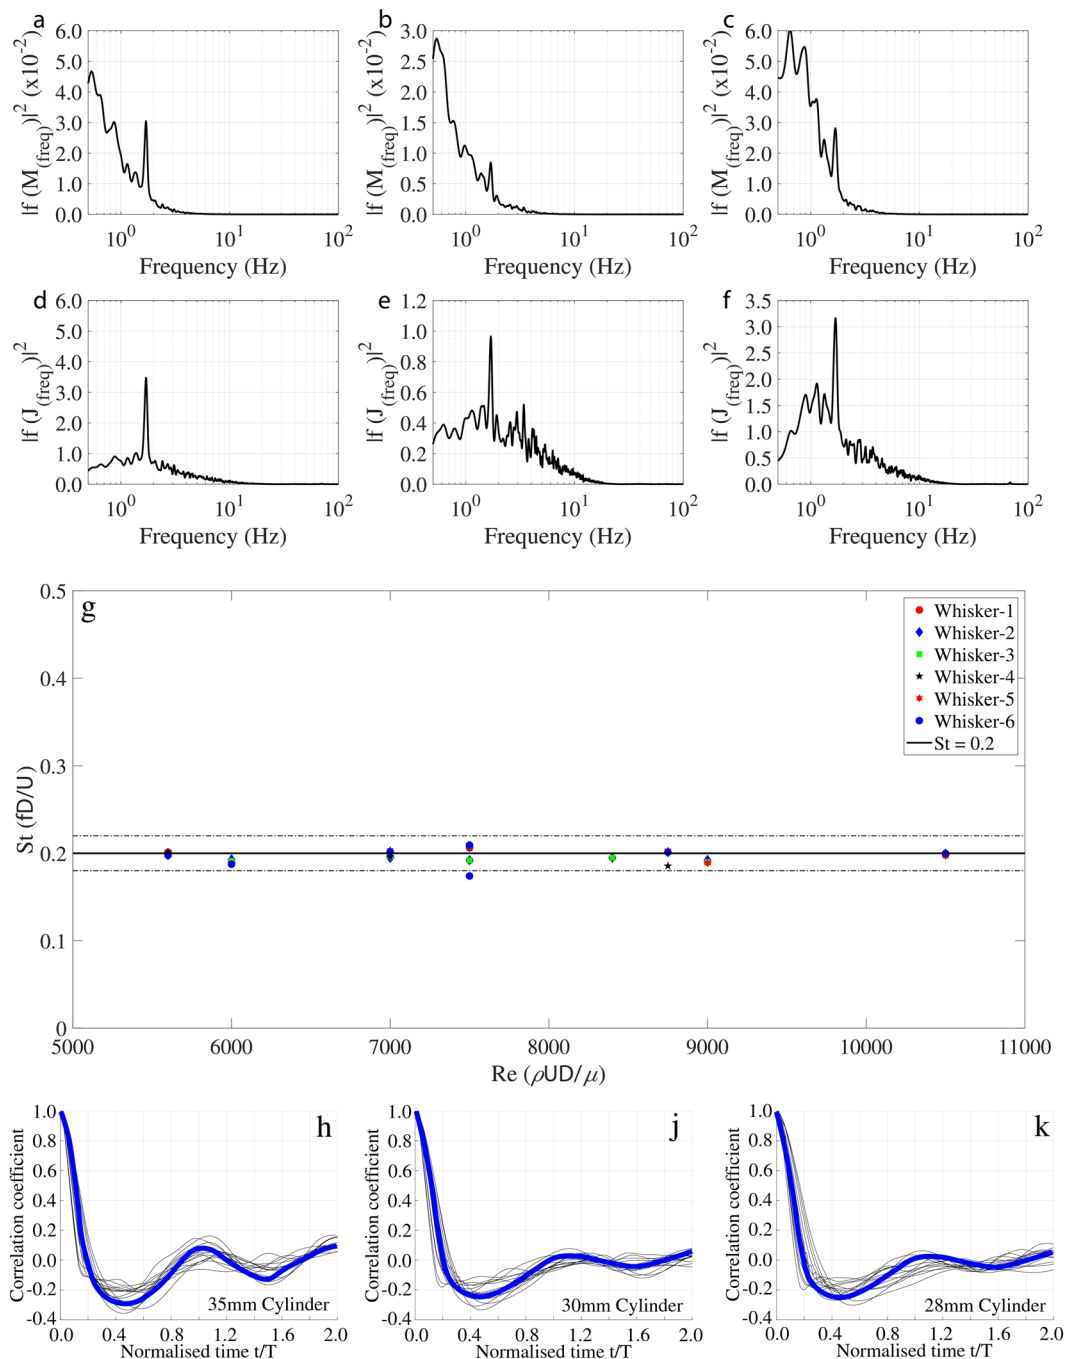 a
6.0
5.0
4.0
3.0
2.0
1.0
0.0
|f (M(freq))|² (x10⁻²)
10⁰ 10¹ 10²
Frequency (Hz)
b
3.0
2.5
2.0
1.5
1.0
0.5
0.0
|f (M(freq))|² (x10⁻²)
10⁰ 10¹ 10²
Frequency (Hz)
c
6.0
5.0
4.0
3.0
2.0
1.0
0.0
|f (M(freq))|² (x10⁻²)
10⁰ 10¹ 10²
Frequency (Hz)
d
6.0
5.0
4.0
3.0
2.0
1.0
0.0
|f (J(freq))|²
10⁰ 10¹ 10²
Frequency (Hz)
e
1.2
1.0
0.8
0.6
0.4
0.2
0.0
|f (J(freq))|²
10⁰ 10¹ 10²
Frequency (Hz)
f
3.5
3.0
2.5
2.0
1.5
1.0
0.5
0.0
|f (J(freq))|²
10⁰ 10¹ 10²
Frequency (Hz)
g
0.5
0.4
0.3
0.2
0.1
0
St (fD/U)
Whisker-1
Whisker-2
Whisker-3
Whisker-4
Whisker-5
Whisker-6
St = 0.2
5000 6000 7000 8000 9000 10000 11000
Re (ρUD/μ)
h
1.0
0.8
0.6
0.4
0.2
0.0
-0.2
-0.4
Correlation coefficient
35mm Cylinder
0.0 0.4 0.8 1.2 1.6 2.0
Normalised time t/T
j
1.0
0.8
0.6
0.4
0.2
0.0
-0.2
-0.4
Correlation coefficient
30mm Cylinder
0.0 0.4 0.8 1.2 1.6 2.0
Normalised time t/T
k
1.0
0.8
0.6
0.4
0.2
0.0
-0.2
-0.4
Correlation coefficient
28mm Cylinder
0.0 0.4 0.8 1.2 1.6 2.0
Normalised time t/T